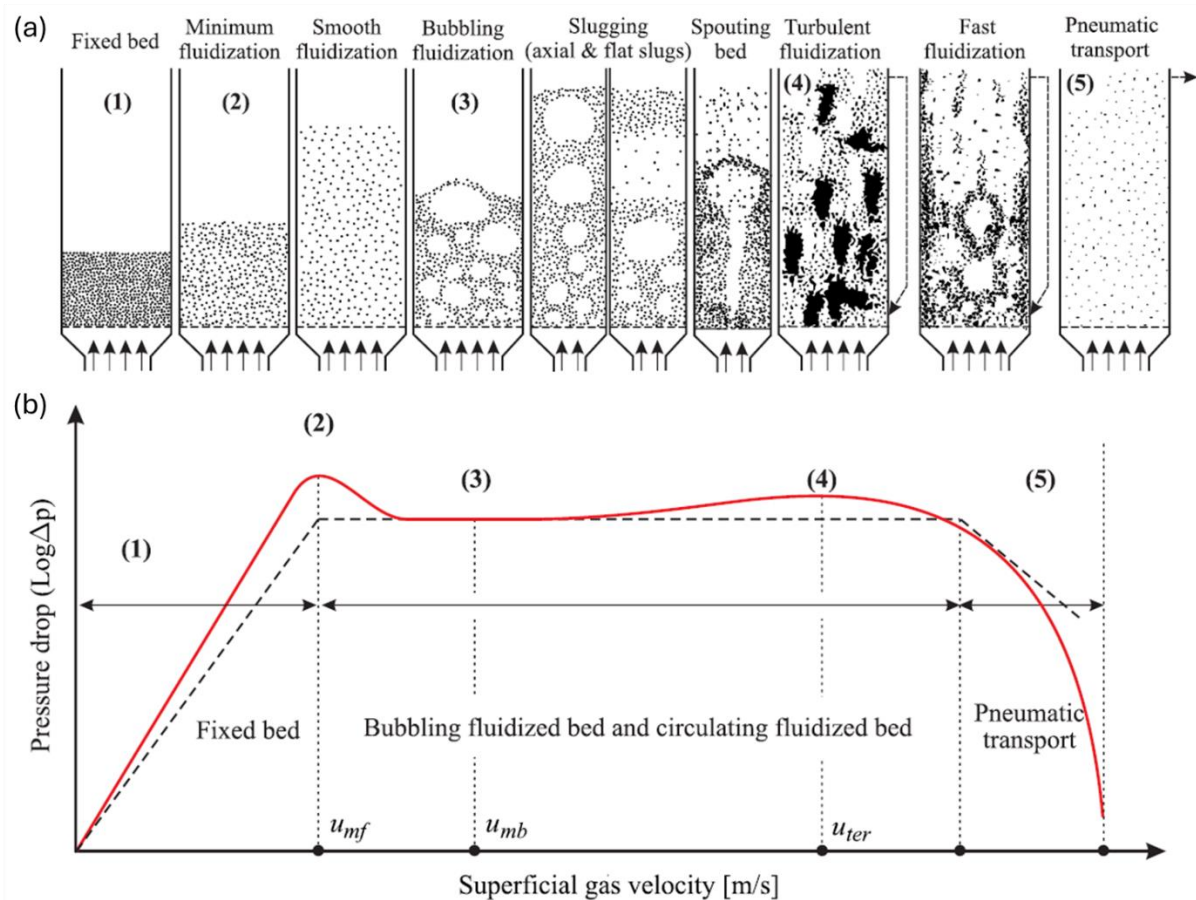 (a)
Fixed bed
Minimum
fluidization
Smooth
fluidization
Bubbling
fluidization
Slugging
(axial & flat slugs)
Spouting
bed
Turbulent
fluidization
Fast
fluidization
Pneumatic
transport
(1)
(2)
(3)
(4)
(5)
(b)
(2)
(3)
(4)
(5)
(1)
Pressure drop (LogΔp)
Fixed bed
Bubbling fluidized bed and circulating fluidized bed
Pneumatic
transport
u_mf
u_mb
u_ter
Superficial gas velocity [m/s]